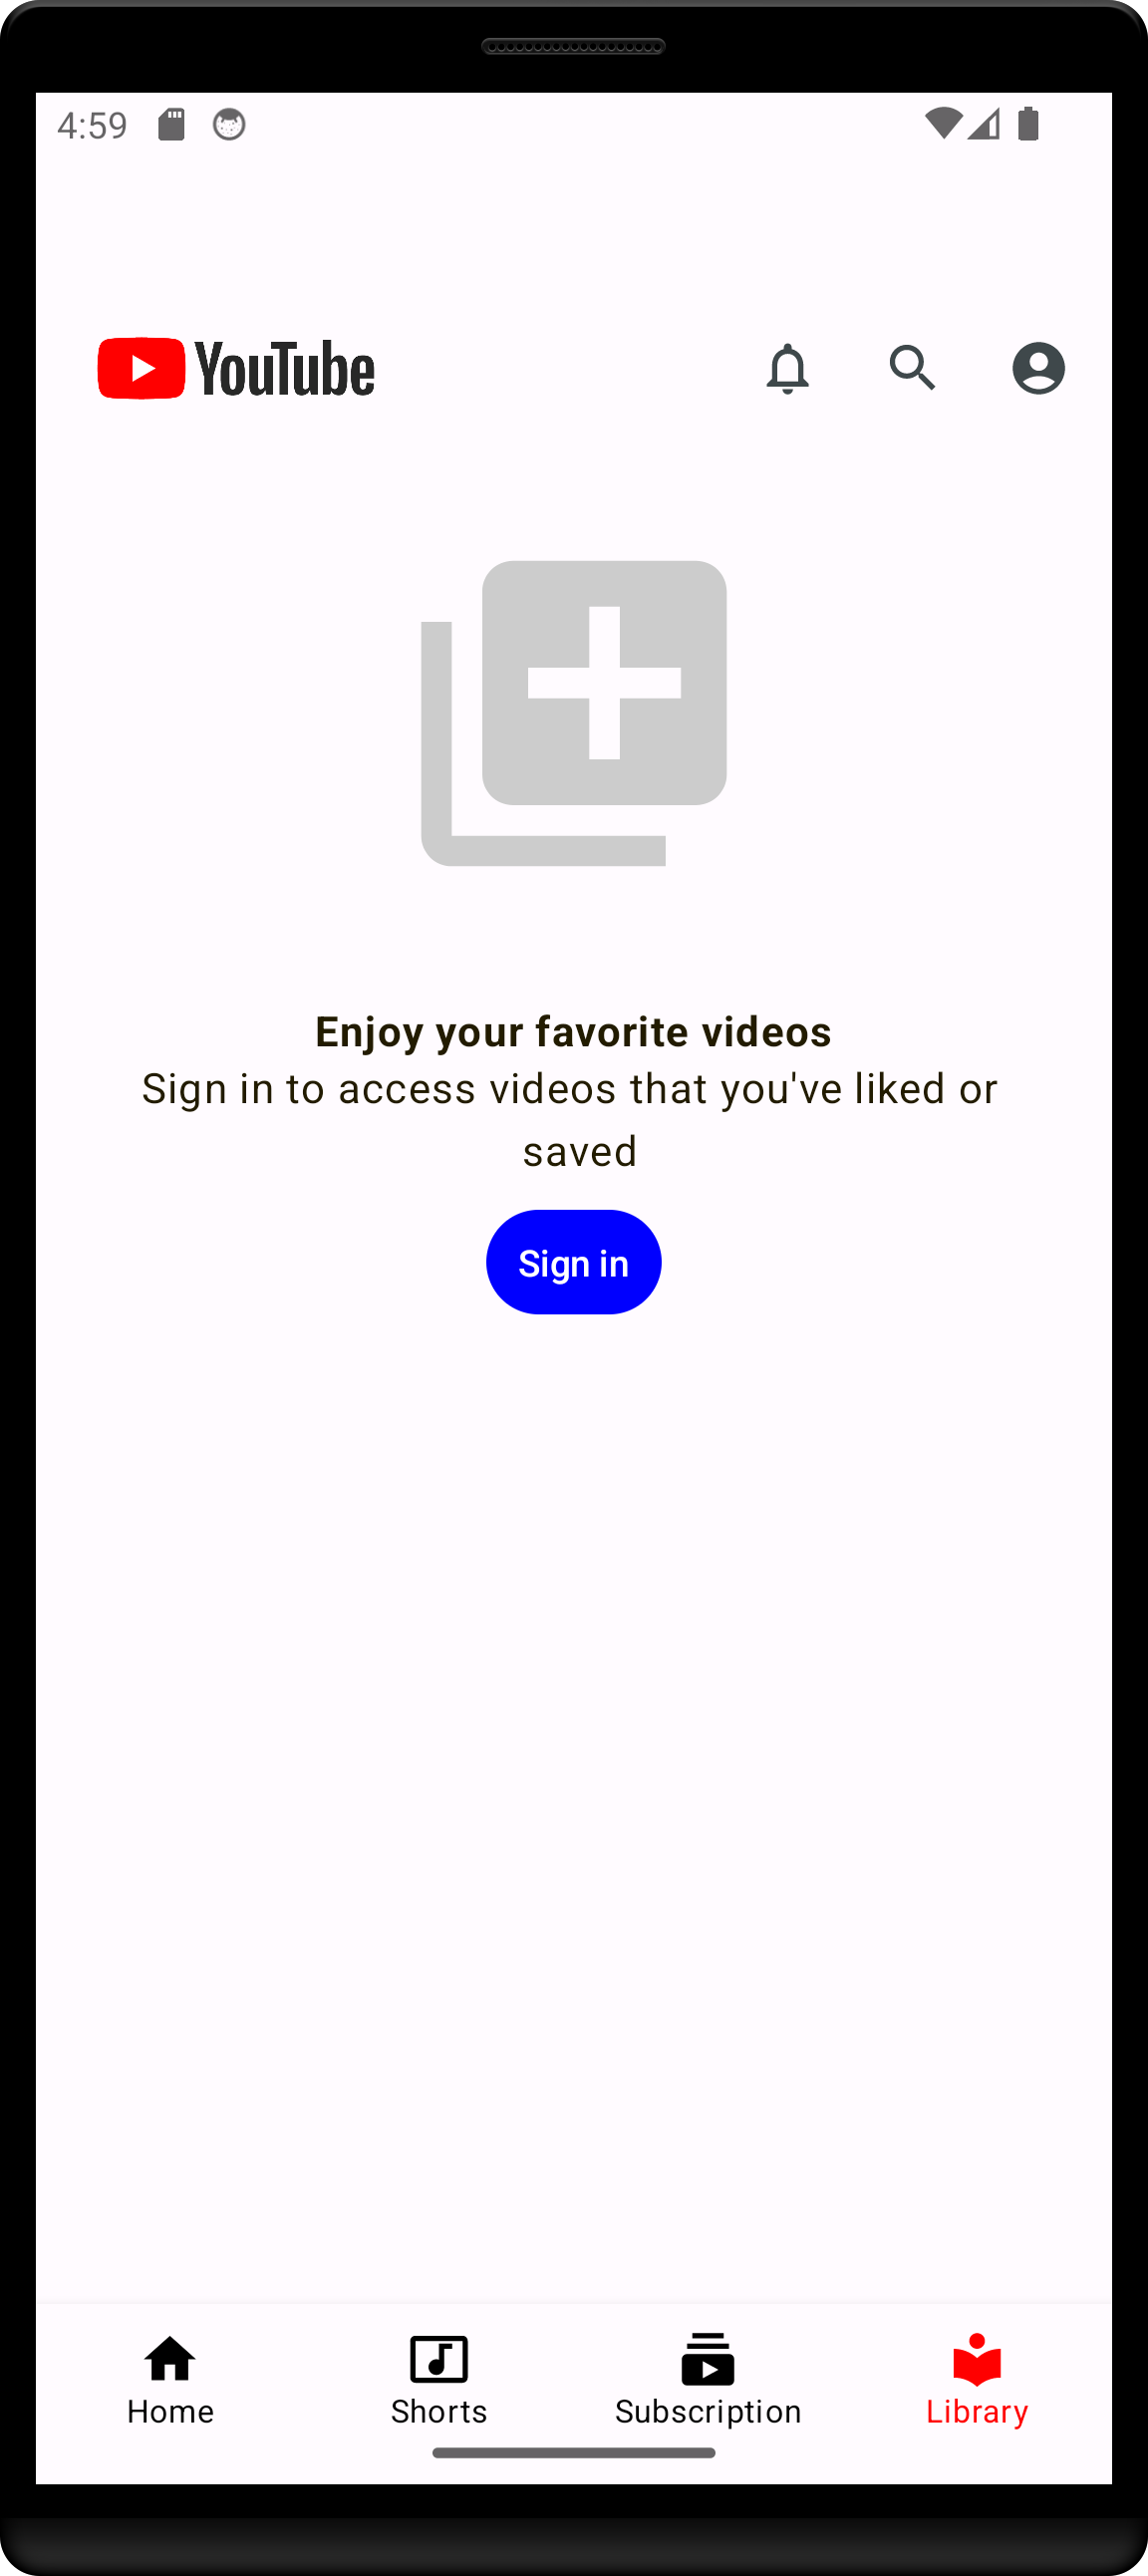 4:59
YouTube
Enjoy your favorite videos
Sign in to access videos that you've liked or
saved
Sign in
Home
Shorts
Subscription
Library